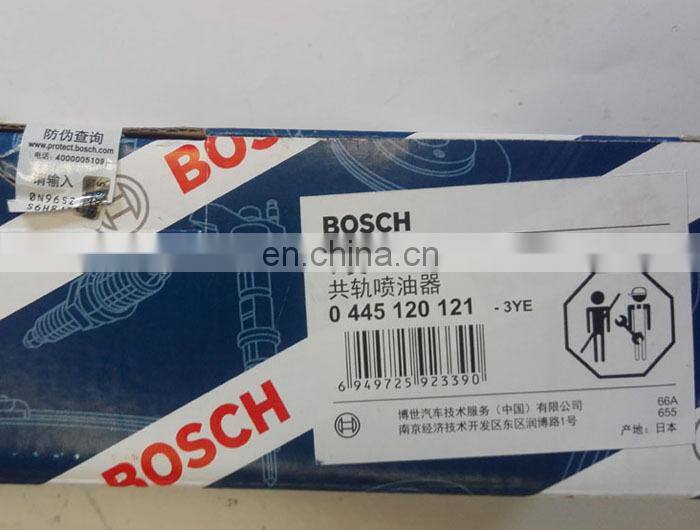 防伪查询
www.protect.bosch.com
电话：4000005109
请输入
0N96SZ
BOSCH
BOSCH
en.china.cn
共轨喷油器
0 445 120 121 - 3YE
6 949725 923390
博世汽车技术服务（中国）有限公司
南京经济技术开发区东区润博路1号
66A
655
产地: 日本
BOSCH